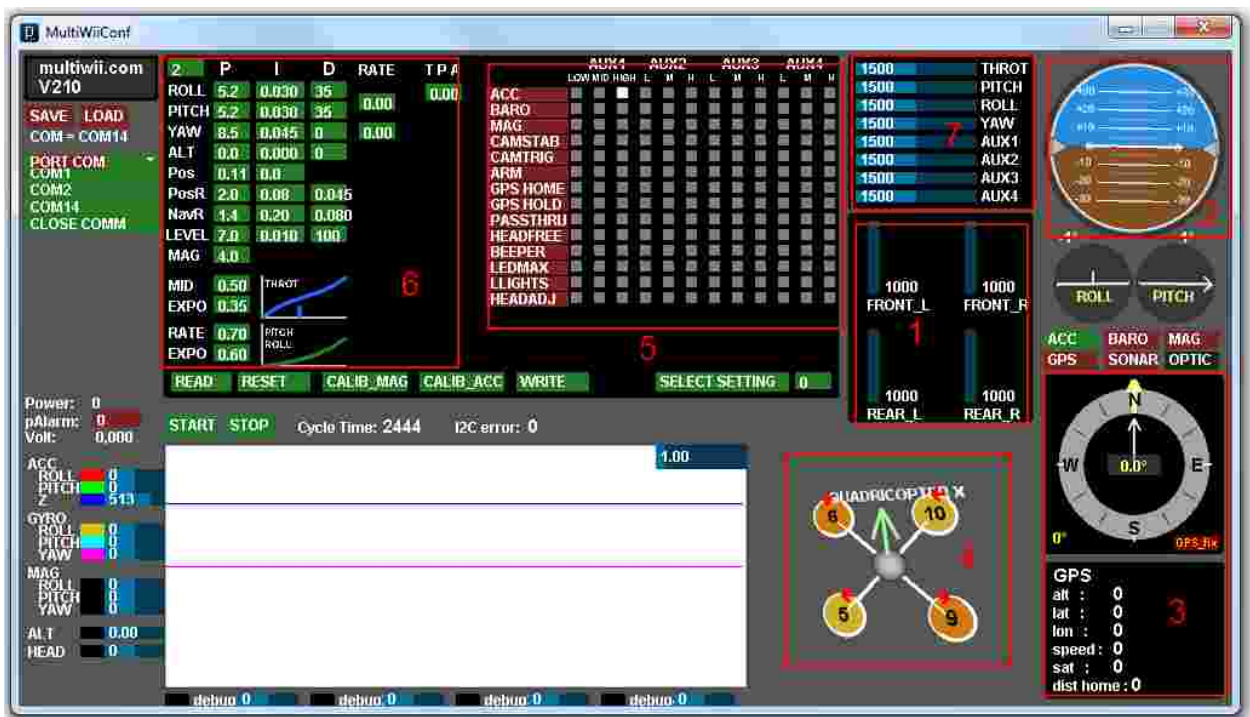 MultiWiiConf
multiwii.com
V210
SAVE LOAD
COM = COM14
PORT COM
COM1
COM2
COM14
CLOSE COMM
Power: 0
pAlarm: 0
Volt: 0,000
ACC
ROLL 0
PITCH 0
Z 513
GYRO
ROLL 0
PITCH 0
YAW 0
MAG
ROLL 0
PITCH 0
YAW 0
ALT 0.00
HEAD 0
2 P I D RATE T P A
ROLL 5.2 0.030 35
PITCH 5.2 0.030 35
0.00
0.00
YAW 8.5 0.045 0 0.00
ALT 0.0 0.000 0
Pos 0.11 0.0
PosR 2.0 0.08 0.045
NavR 1.4 0.20 0.080
LEVEL 7.0 0.010 100
MAG 4.0
MID 0.50 THROT
EXPO 0.35
RATE 0.70 PITCH
ROLL
EXPO 0.60
6
AUX1 AUX2 AUX3 AUX4
LOW MID HIGH L M H L M H L M H
ACC
BARO
MAG
CAMSTAB
CAMTRIG
ARM
GPS HOME
GPS HOLD
PASSTHRU
HEADFREE
BEEPER
LEDMAX
LLIGHTS
HEADADJ
5
READ RESET CALIB_MAG CALIB_ACC WRITE SELECT SETTING 0
START STOP Cycle Time: 2444 I2C error: 0
1.00
debug 0 debug 0 debug 0 debug 0
1500 THROT
1500 PITCH
1500 ROLL
1500 YAW
1500 AUX1
1500 AUX2
1500 AUX3
1500 AUX4
7
1000 1000
FRONT_L FRONT_R
1
1000 1000
REAR_L REAR_R
QUADRICOPTER X
6 10
4
5 9
+10 +10
-10 -10
-20 -20
-30 -30
2
-1° -1°
ROLL PITCH
ACC BARO MAG
GPS SONAR OPTIC
N
W 0.0° E
S
0° GPS_fix
GPS
alt : 0
lat : 0
lon : 0
speed : 0
sat : 0
dist home : 0
3